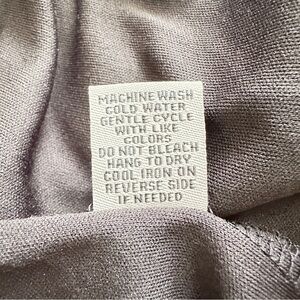 MACHINE WASH
COLD WATER
GENTLE CYCLE
WITH LIKE
COLORS
DO NOT BLEACH
HANG TO DRY
COOL IRON ON
REVERSE SIDE
IF NEEDED